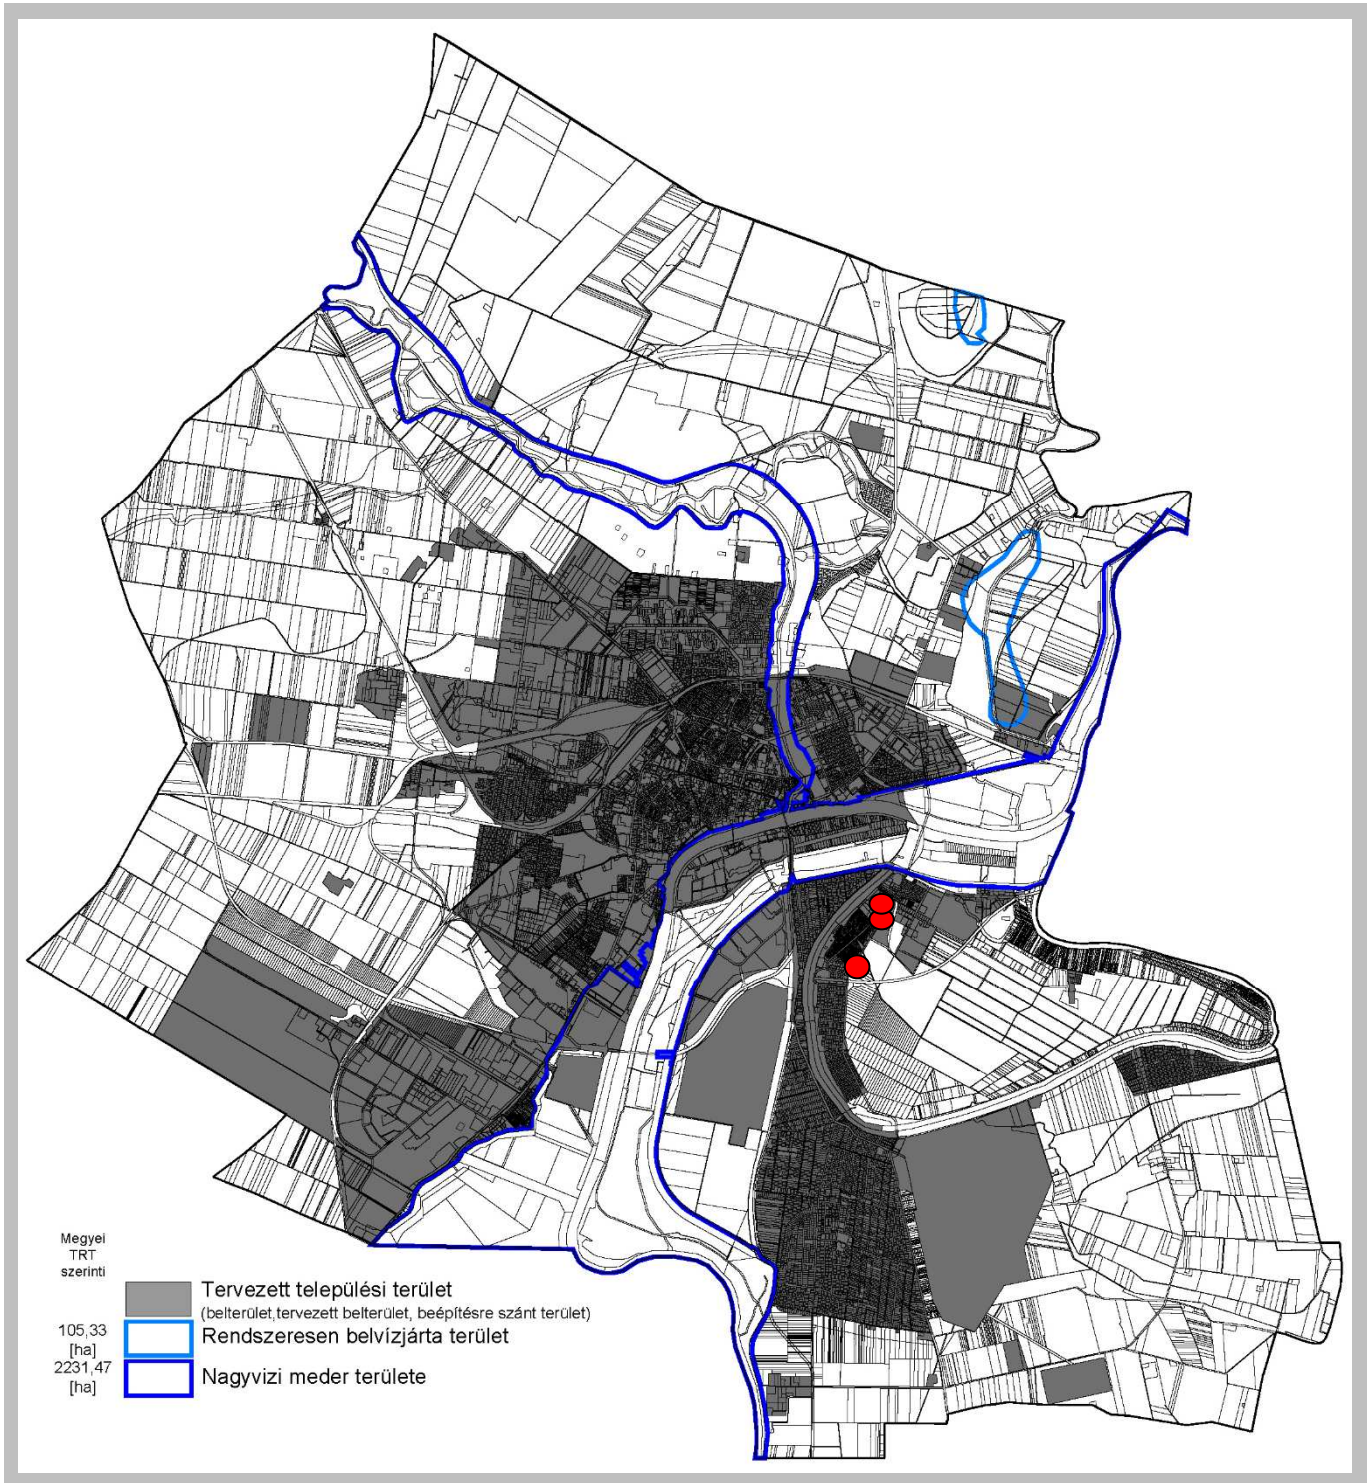 Megyei
TRT
szerinti
Tervezett települési terület
(belterület,tervezett belterület, beépítésre szánt terület)
105,33
[ha]
Rendszeresen belvízjárta terület
2231,47
[ha]
Nagyvizi meder területe